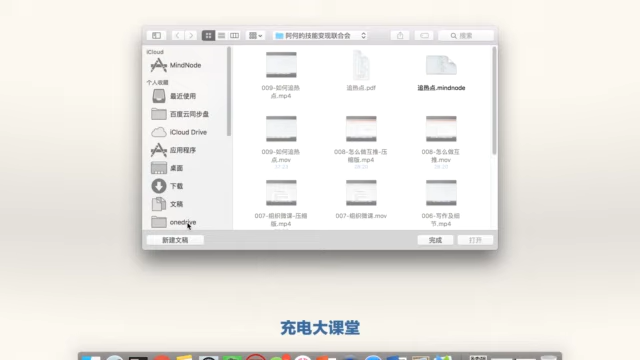 阿何的技能变现联合会
搜索
iCloud
MindNode
个人收藏
最近使用
百度云同步盘
iCloud Drive
应用程序
桌面
下载
文稿
onedrive
009-如何追热
点.mp4
追热点.pdf
追热点.mindnode
009-如何追热
点.mov
008-怎么做互推-压
缩版.mp4
008-怎么做互
推.mov
007-组织微课-压缩
版.mp4
007-组织微课.mov
006-写作及细
节.mp4
新建文稿
完成
打开
充电大课堂